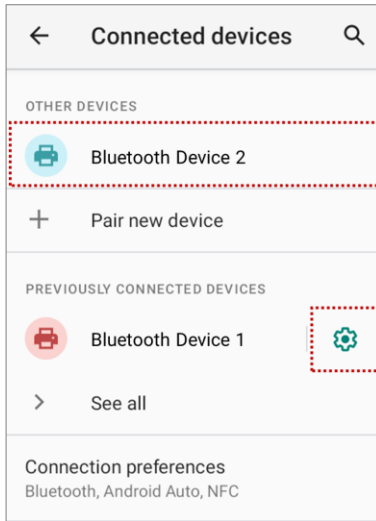 Connected devices
OTHER DEVICES
Bluetooth Device 2
Pair new device
PREVIOUSLY CONNECTED DEVICES
Bluetooth Device 1
See all
Connection preferences
Bluetooth, Android Auto, NFC